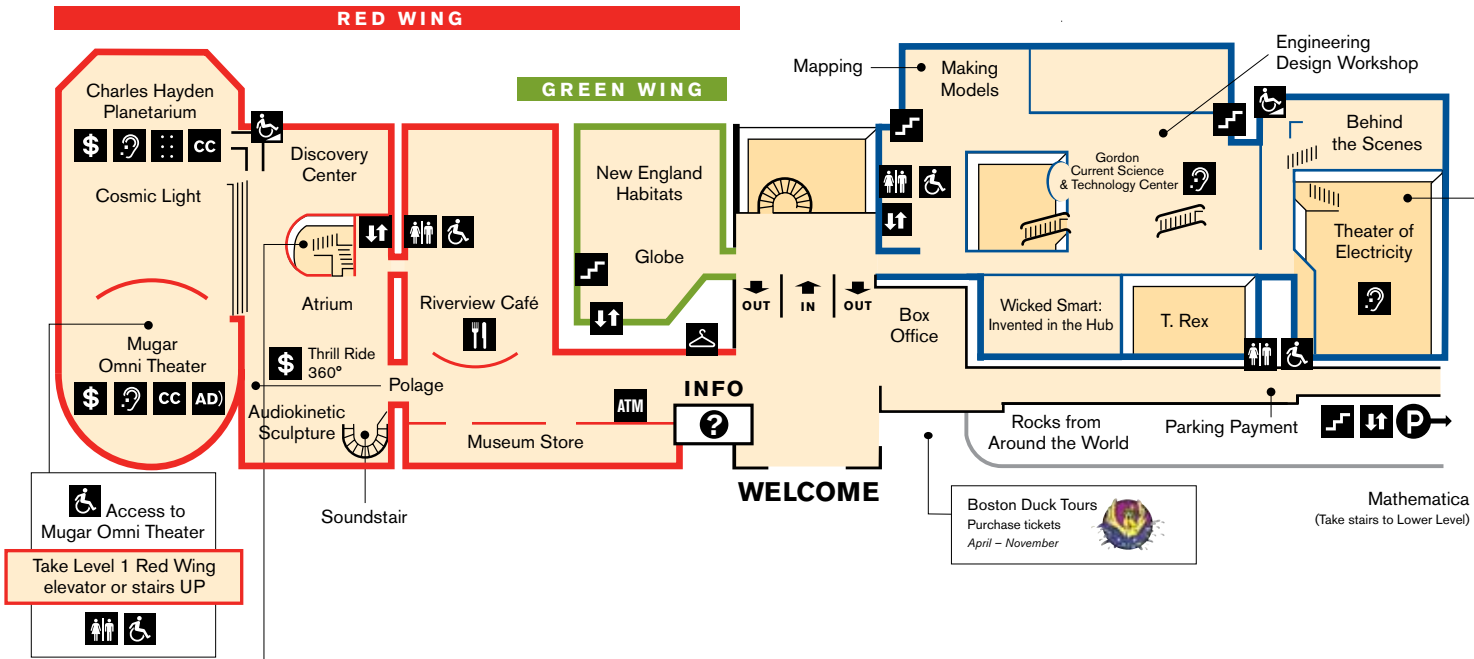 RED WING
GREEN WING
Charles Hayden
Planetarium
$
CC
Cosmic Light
Mugar
Omni Theater
$
CC
AD)
Discovery
Center
Atrium
$
Thrill Ride
360°
Polage
Audiokinetic
Sculpture
Soundstair
Riverview Café
Museum Store
ATM
INFO
?
New England
Habitats
Globe
OUT
IN
OUT
WELCOME
Box
Office
Mapping
Making
Models
Engineering
Design Workshop
Gordon
Current Science
& Technology Center
Behind
the Scenes
Theater of
Electricity
Wicked Smart:
Invented in the Hub
T. Rex
Rocks from
Around the World
Parking Payment
P
Mathematica
(Take stairs to Lower Level)
Boston Duck Tours
Purchase tickets
April – November
Access to
Mugar Omni Theater
Take Level 1 Red Wing
elevator or stairs UP